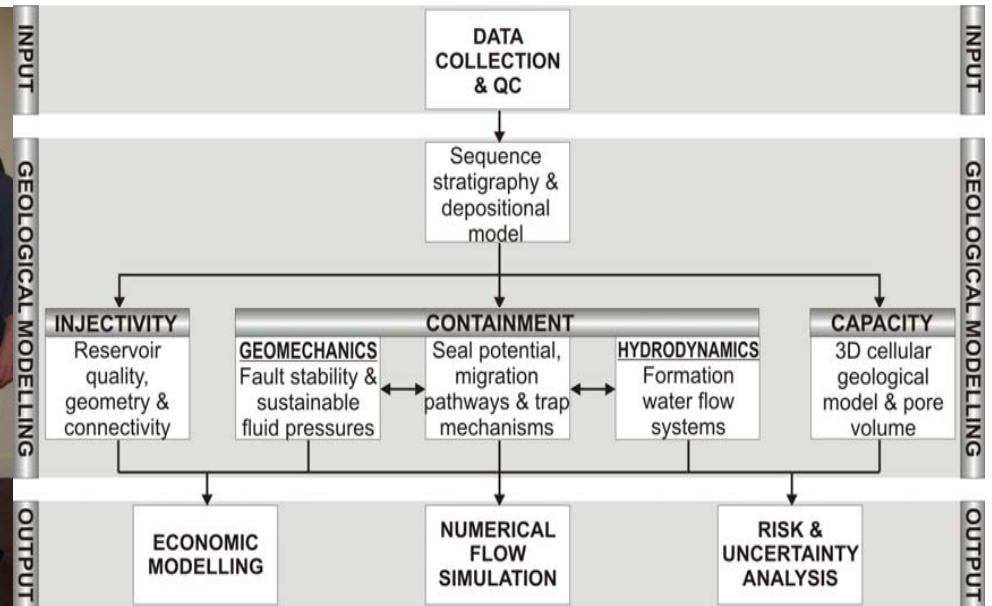 INPUT
DATA
COLLECTION
& QC
INPUT
GEOLOGICAL MODELLING
Sequence
stratigraphy &
depositional
model
GEOLOGICAL MODELLING
INJECTIVITY
Reservoir
quality,
geometry &
connectivity
CONTAINMENT
GEOMECHANICS
Fault stability &
sustainable
fluid pressures
Seal potential,
migration
pathways & trap
mechanisms
HYDRODYNAMICS
Formation
water flow
systems
CAPACITY
3D cellular
geological
model & pore
volume
OUTPUT
ECONOMIC
MODELLING
NUMERICAL
FLOW
SIMULATION
RISK &
UNCERTAINTY
ANALYSIS
OUTPUT